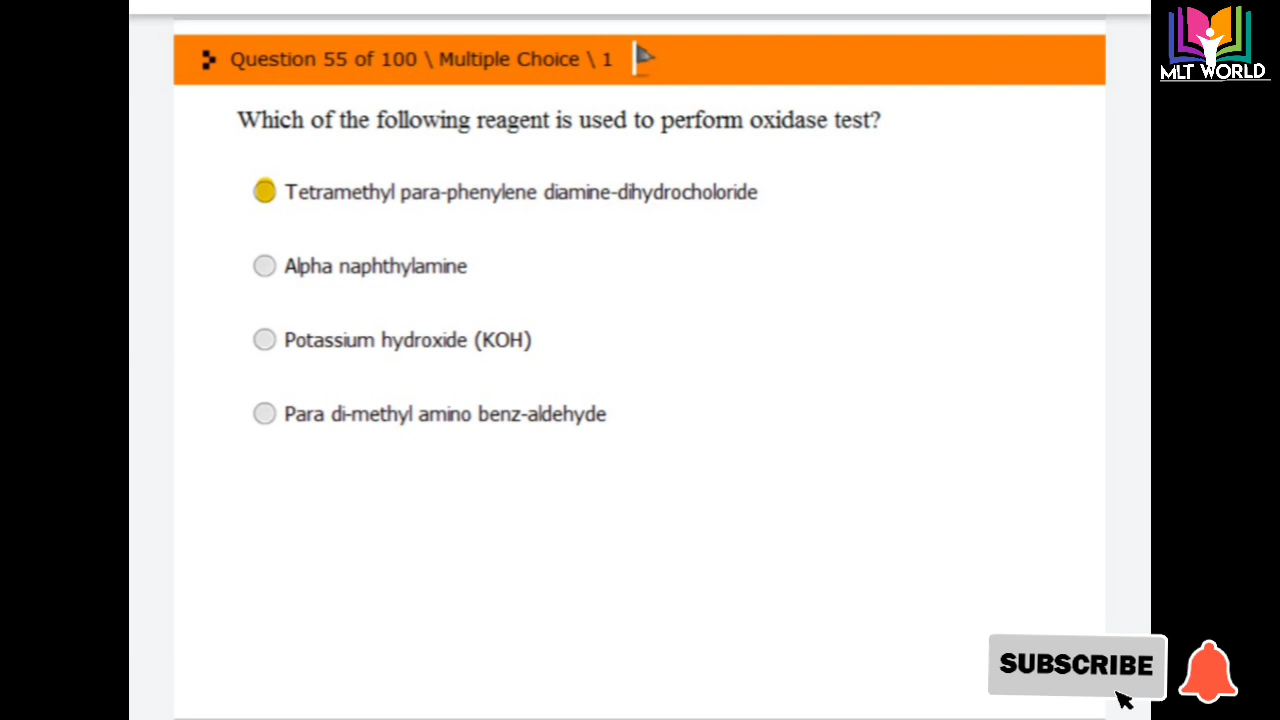 MLT WORLD
Question 55 of 100 \ Multiple Choice \ 1
Which of the following reagent is used to perform oxidase test?
Tetramethyl para-phenylene diamine-dihydrocholoride
Alpha naphthylamine
Potassium hydroxide (KOH)
Para di-methyl amino benz-aldehyde
SUBSCRIBE